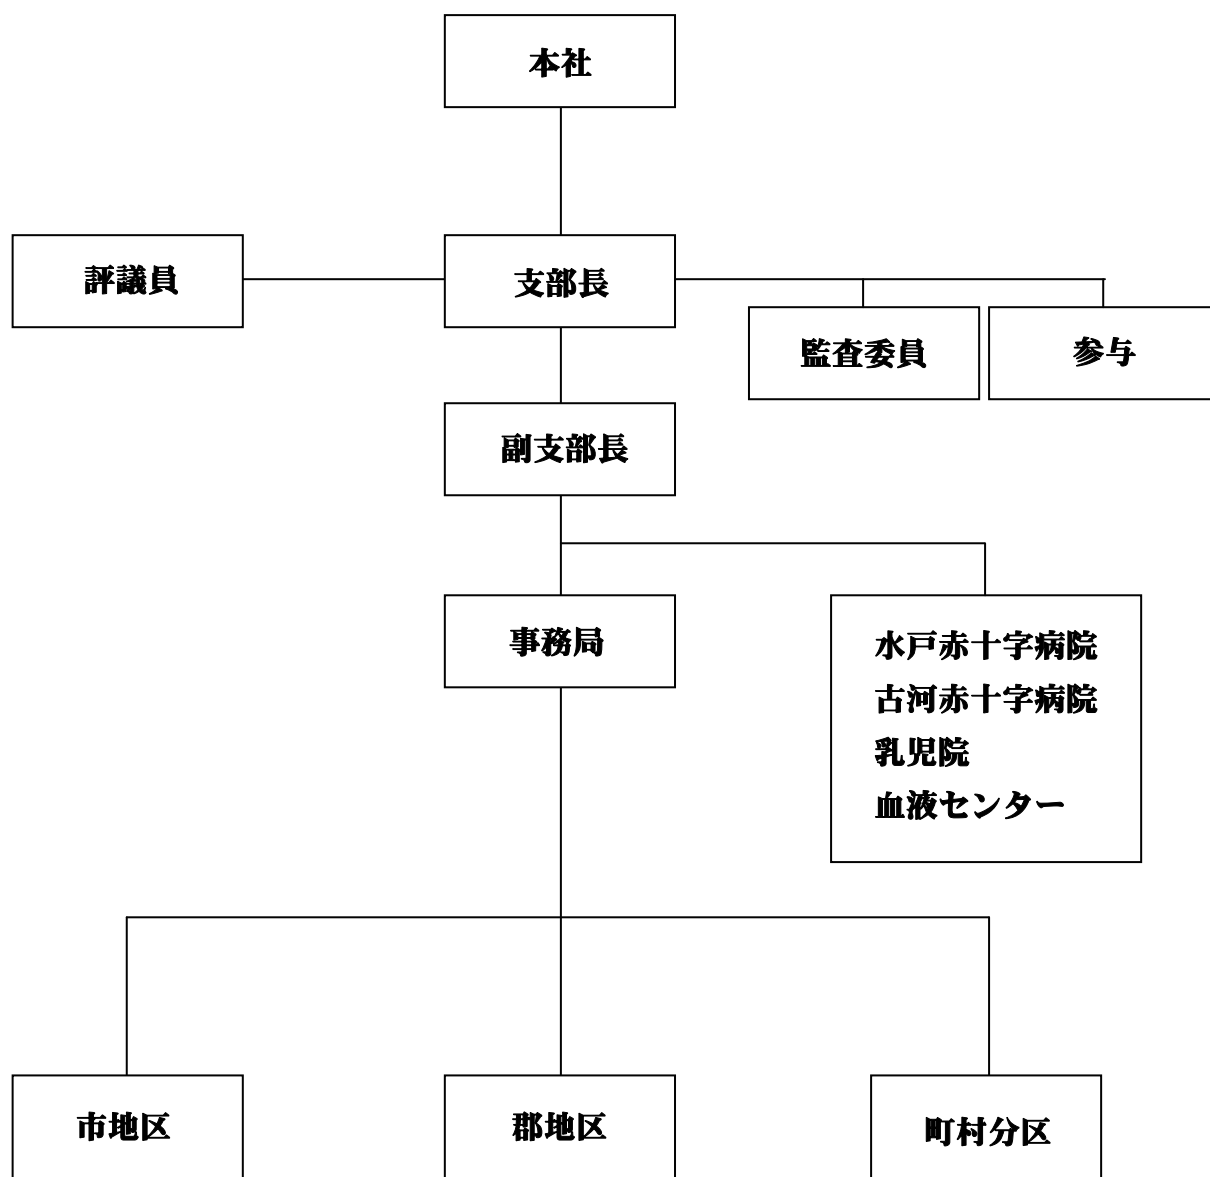 本社
評議員
支部長
監査委員
参与
副支部長
事務局
水戸赤十字病院
古河赤十字病院
乳児院
血液センター
市地区
郡地区
町村分区